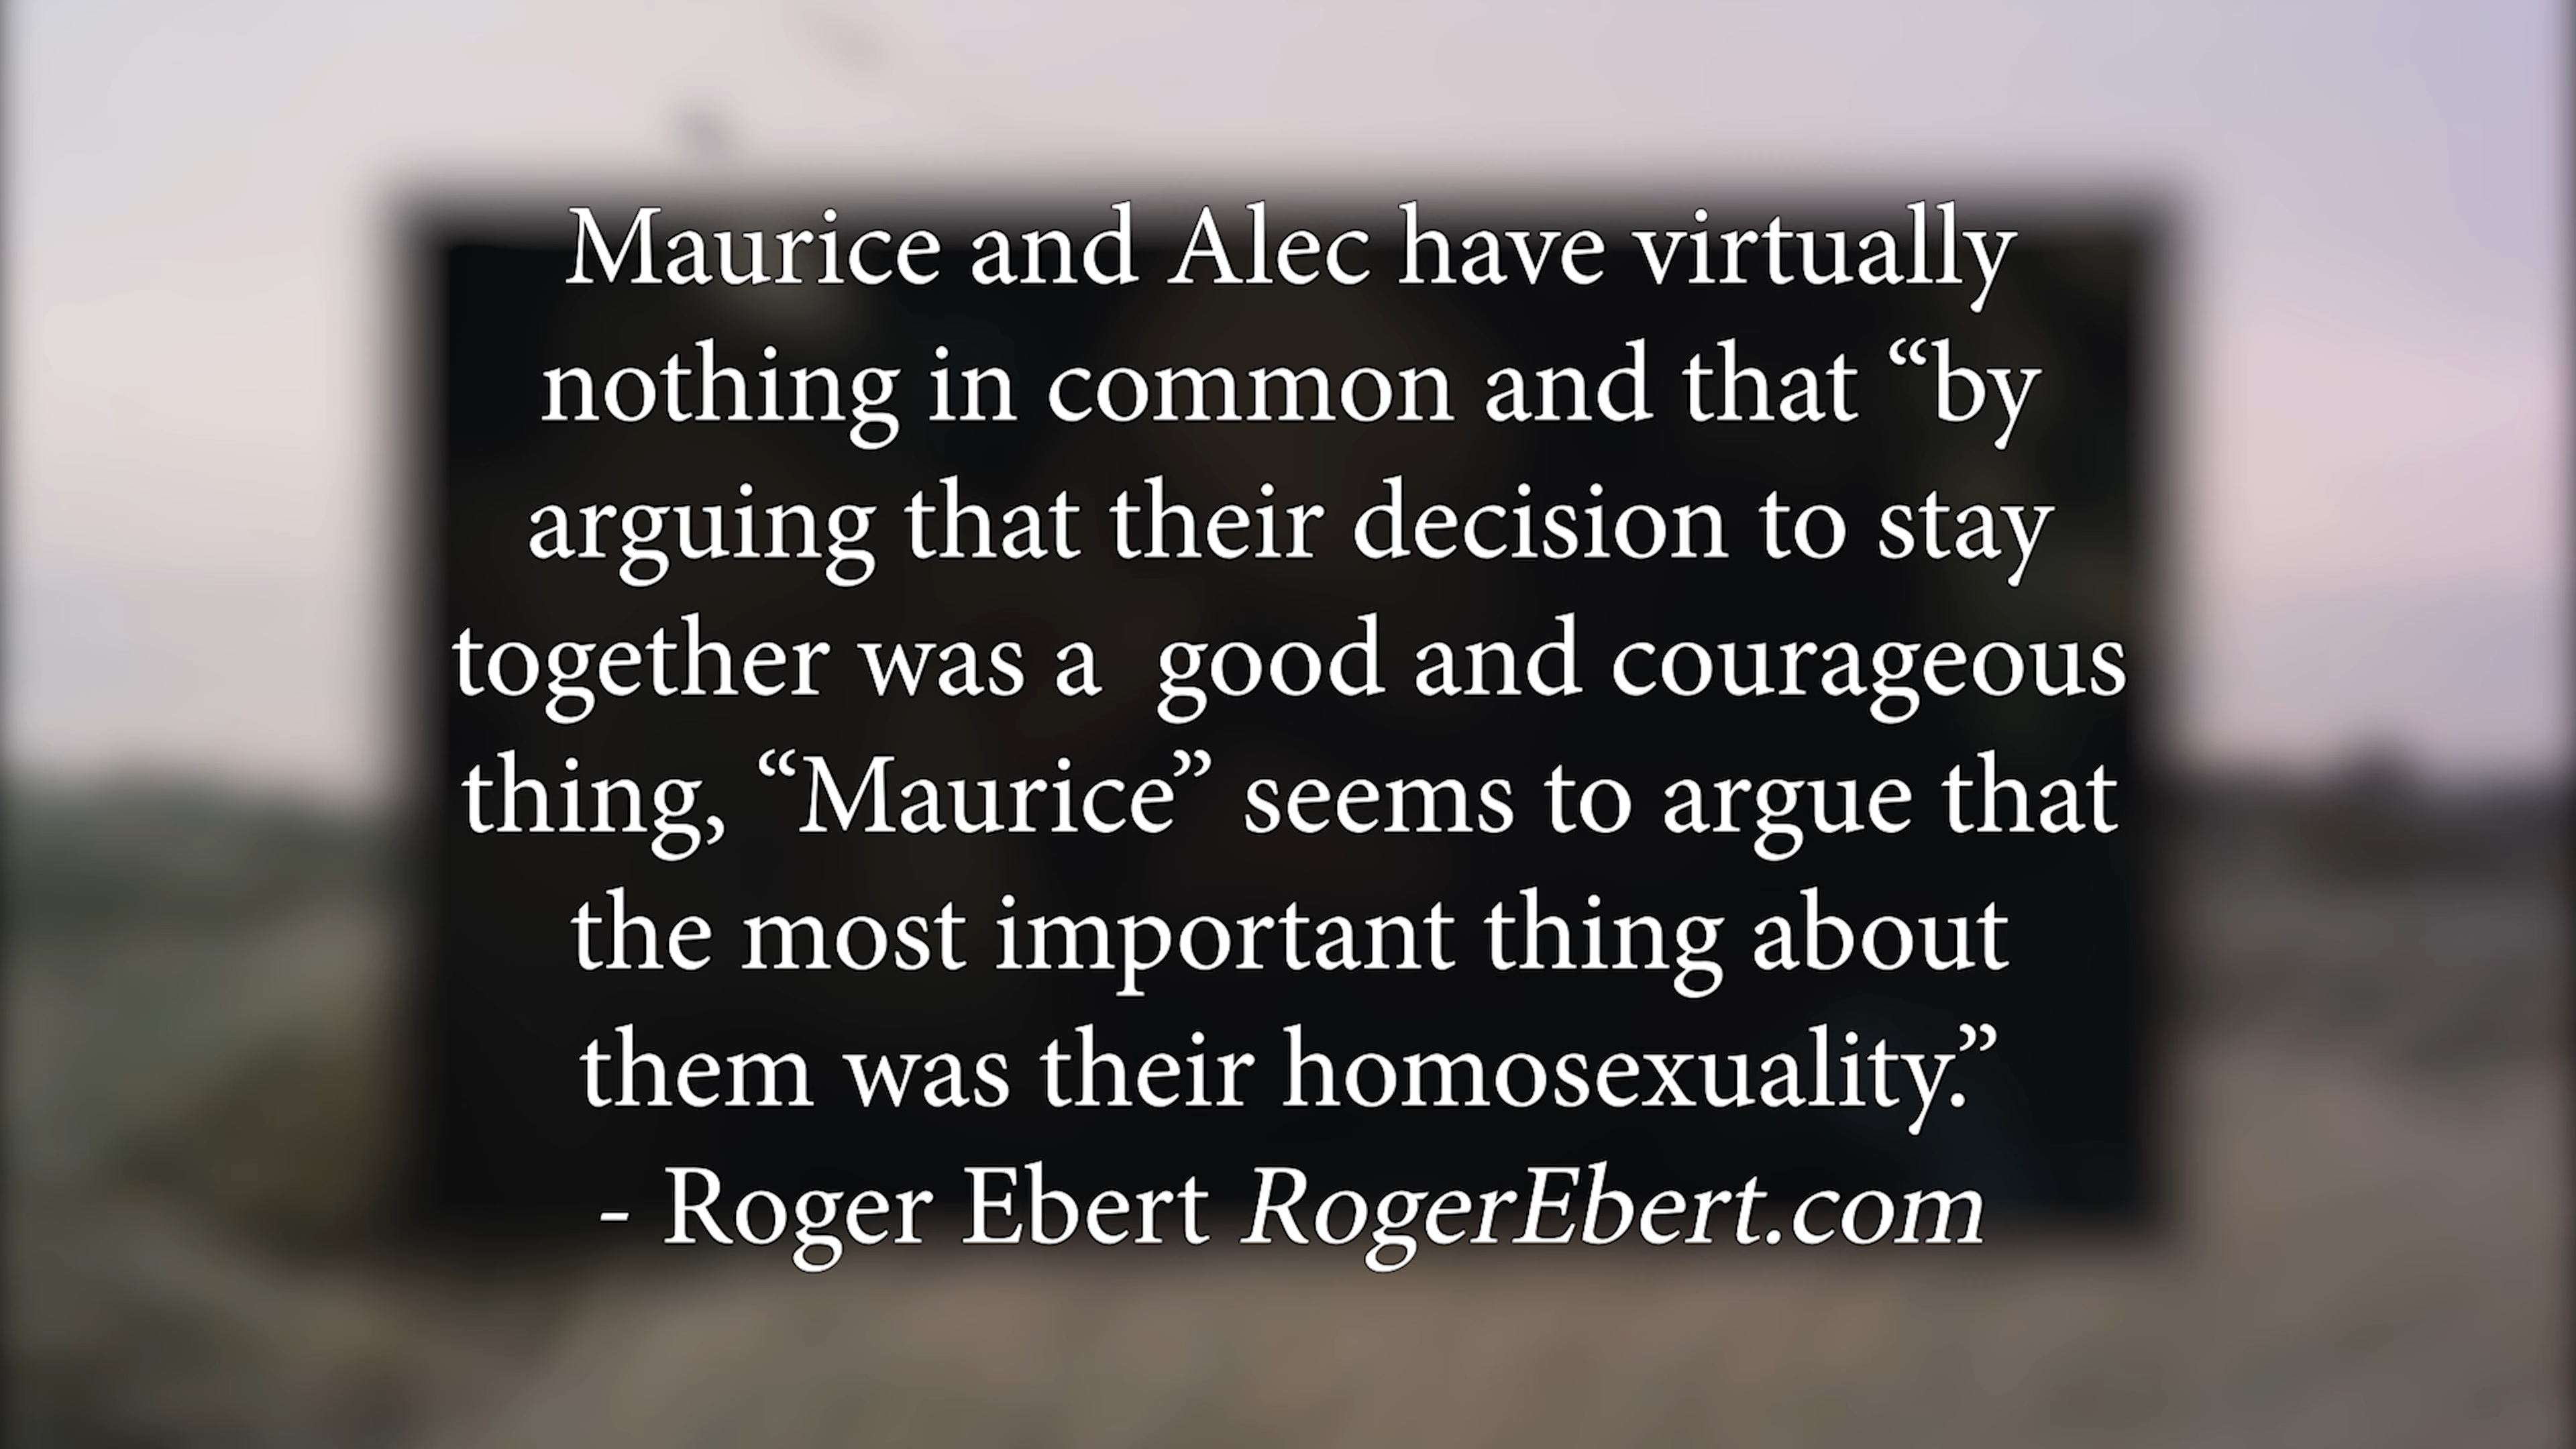 Maurice and Alec have virtually
nothing in common and that “by
arguing that their decision to stay
together was a  good and courageous
thing, “Maurice” seems to argue that
the most important thing about
them was their homosexuality.”
- Roger Ebert RogerEbert.com